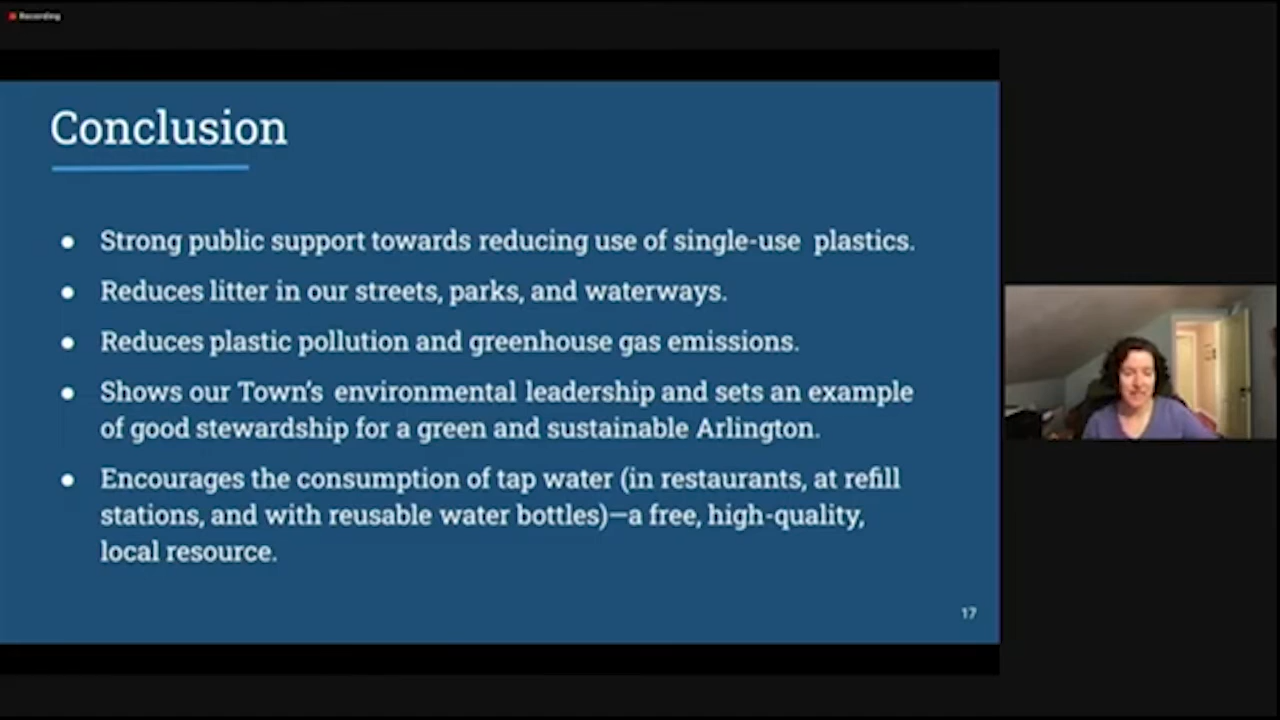 Recording
Conclusion
● Strong public support towards reducing use of single-use plastics.
● Reduces litter in our streets, parks, and waterways.
● Reduces plastic pollution and greenhouse gas emissions.
● Shows our Town's environmental leadership and sets an example
of good stewardship for a green and sustainable Arlington.
● Encourages the consumption of tap water (in restaurants, at refill
stations, and with reusable water bottles)—a free, high-quality,
local resource.
17